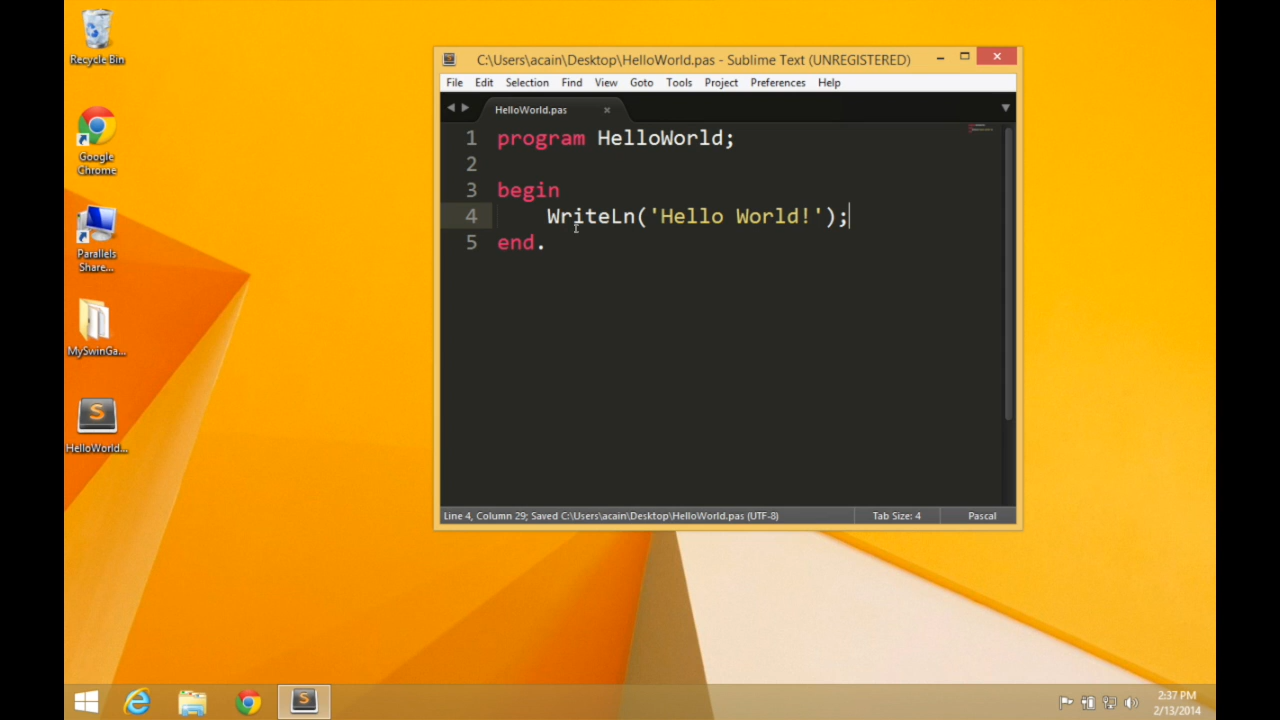 Recycle Bin
Google
Chrome
Parallels
Share...
MySwinGa...
HelloWorld...
C:\Users\acain\Desktop\HelloWorld.pas - Sublime Text (UNREGISTERED)
File Edit Selection Find View Goto Tools Project Preferences Help
HelloWorld.pas
1 program HelloWorld;
2
3 begin
4 WriteLn('Hello World!');
5 end.
Line 4, Column 29; Saved C:\Users\acain\Desktop\HelloWorld.pas (UTF-8) Tab Size: 4 Pascal
2:37 PM
2/13/2014